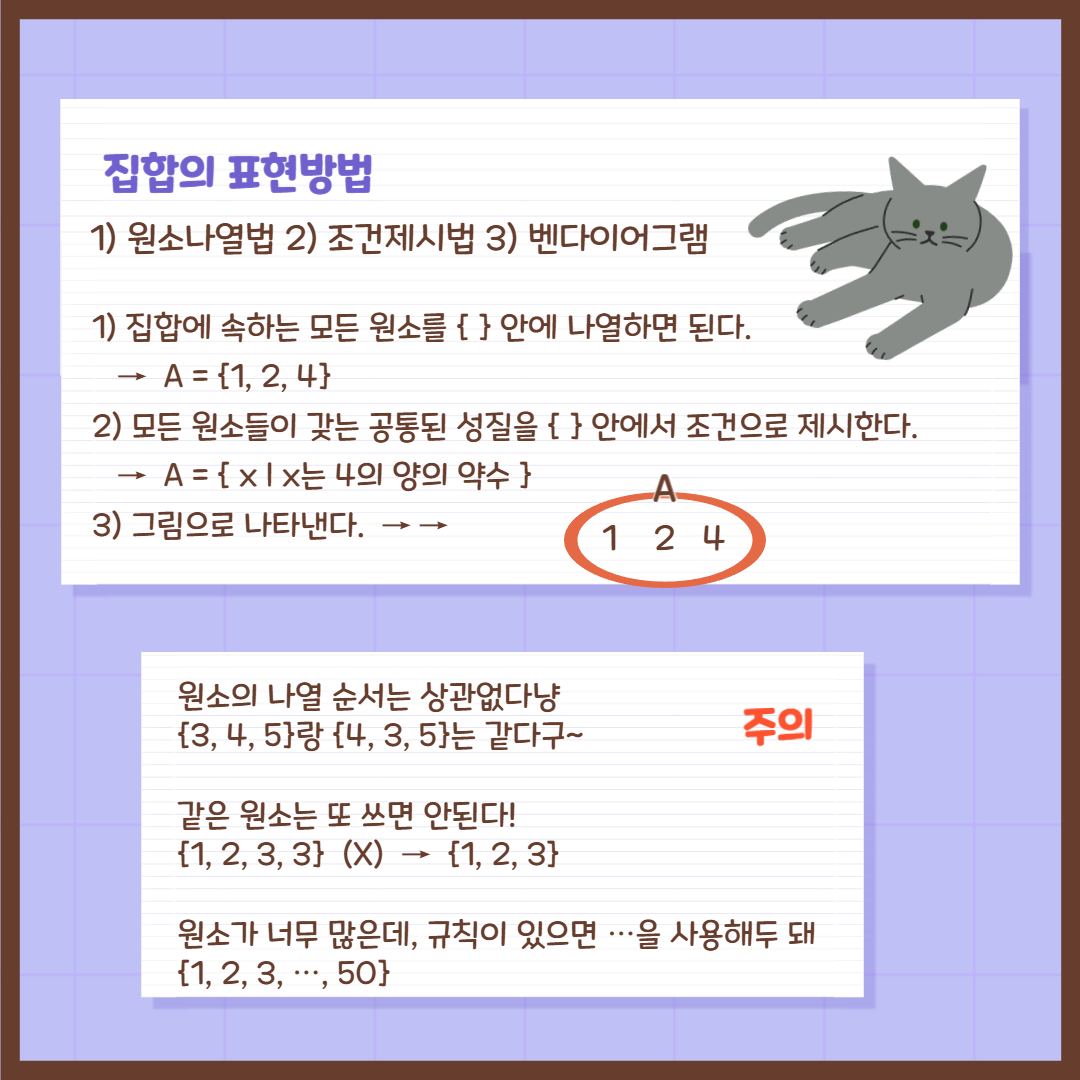 집합의 표현방법
1) 원소나열법 2) 조건제시법 3) 벤다이어그램
1) 집합에 속하는 모든 원소를 { } 안에 나열하면 된다.
→ A = {1, 2, 4}
2) 모든 원소들이 갖는 공통된 성질을 { } 안에서 조건으로 제시한다.
→ A = { x | x는 4의 양의 약수 }
3) 그림으로 나타낸다. → →
A
1 2 4
원소의 나열 순서는 상관없다냥
{3, 4, 5}랑 {4, 3, 5}는 같다구~
주의
같은 원소는 또 쓰면 안된다!
{1, 2, 3, 3} (X) → {1, 2, 3}
원소가 너무 많은데, 규칙이 있으면 …을 사용해두 돼
{1, 2, 3, …, 50}